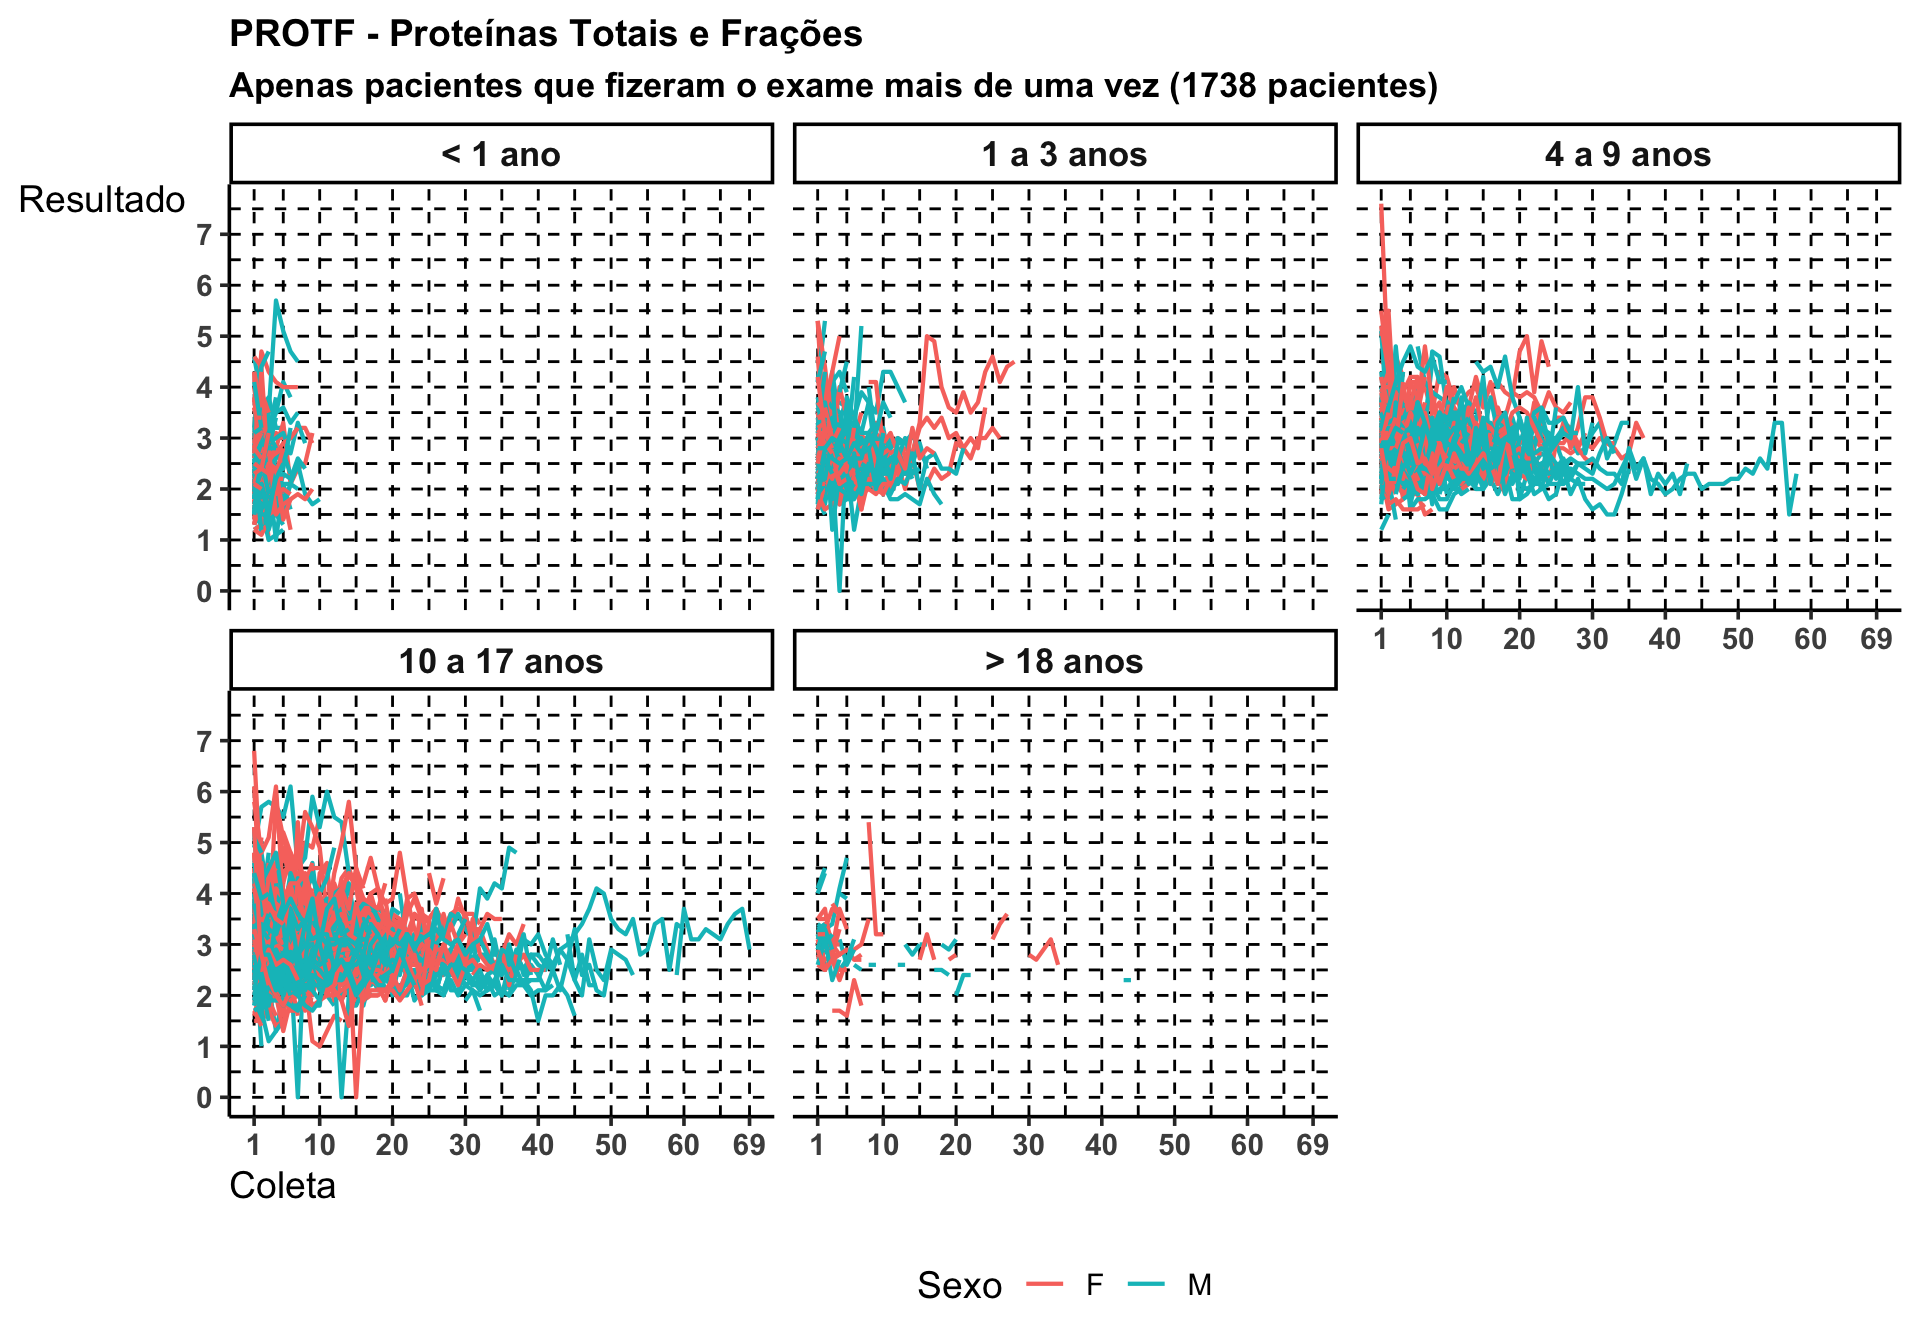 PROTF - Proteínas Totais e Frações
Apenas pacientes que fizeram o exame mais de uma vez (1738 pacientes)
< 1 ano
1 a 3 anos
4 a 9 anos
Resultado
7
6
5
4
3
2
1
0
1 10 20 30 40 50 60 69
10 a 17 anos
> 18 anos
7
6
5
4
3
2
1
0
1 10 20 30 40 50 60 69
1 10 20 30 40 50 60 69
Coleta
Sexo F M